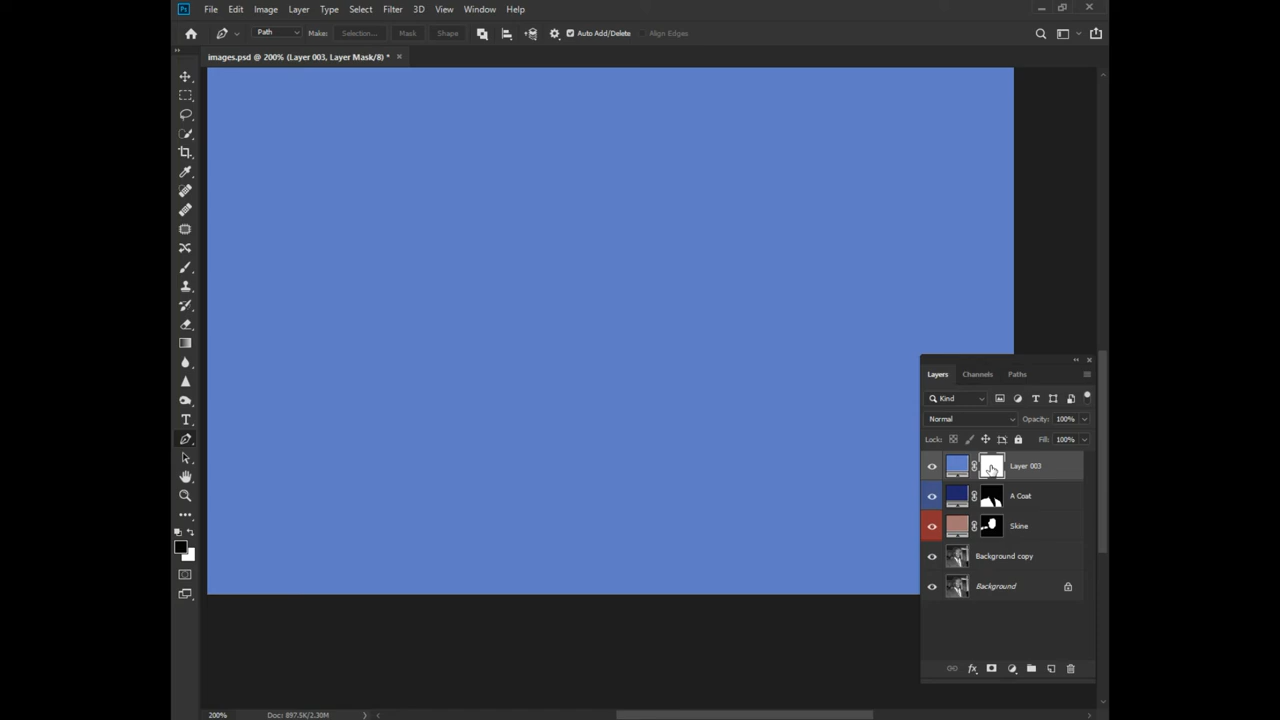 Ps File Edit Image Layer Type Select Filter 3D View Window Help
Path Make: Selection... Mask Shape Auto Add/Delete Align Edges
images.psd @ 200% (Layer 003, Layer Mask/8) *
Layers Channels Paths
Kind
Normal Opacity: 100%
Lock: Fill: 100%
Layer 003
A Coat
Skine
Background copy
Background
fx
200% Doc: 897.5K/2.30M